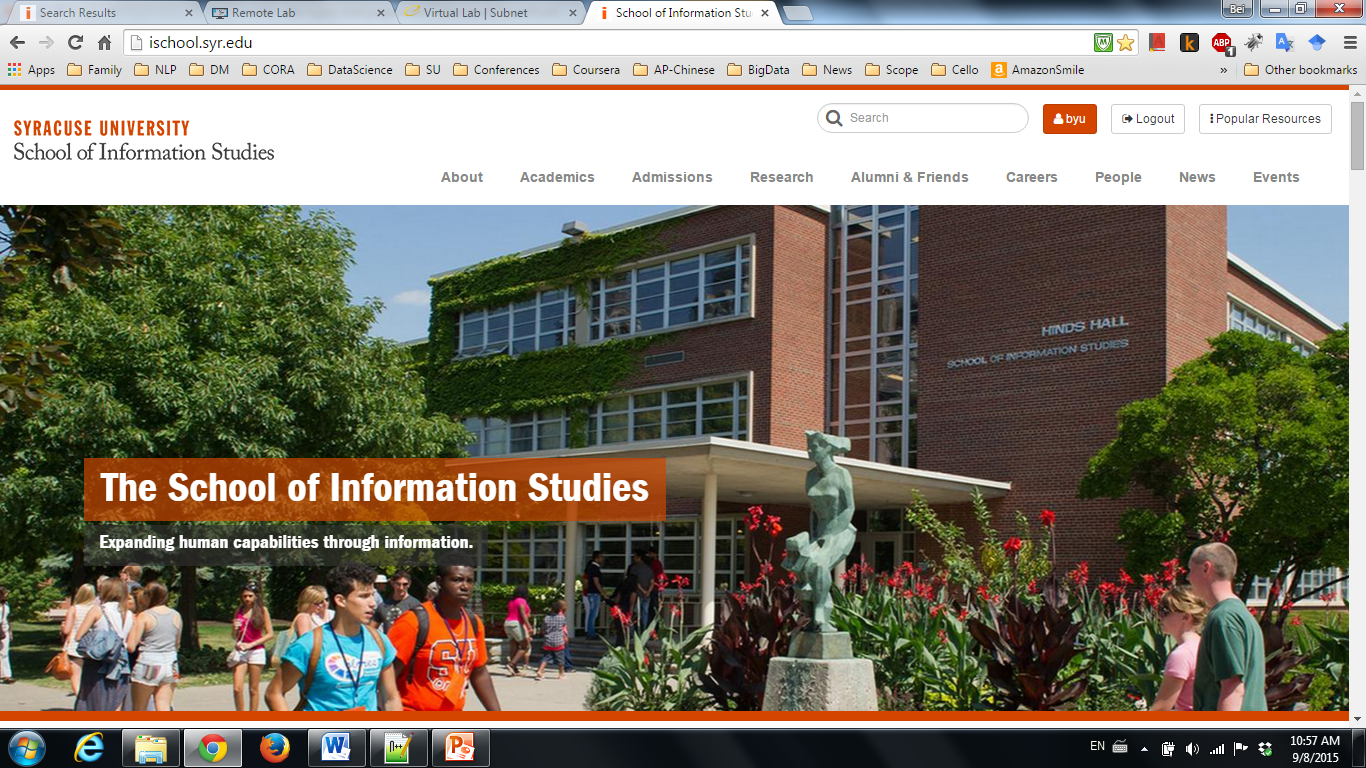 Search Results
Remote Lab
Virtual Lab | Subnet
School of Information Stu
Bei
ischool.syr.edu
ABP
1
Apps
Family
NLP
DM
CORA
DataScience
SU
Conferences
Coursera
AP-Chinese
BigData
News
Scope
Cello
AmazonSmile
»
Other bookmarks
SYRACUSE UNIVERSITY
School of Information Studies
Search
byu
Logout
Popular Resources
About
Academics
Admissions
Research
Alumni & Friends
Careers
People
News
Events
HINDS HALL
SCHOOL OF INFORMATION STUDIES
The School of Information Studies
Expanding human capabilities through information.
EN
10:57 AM
9/8/2015